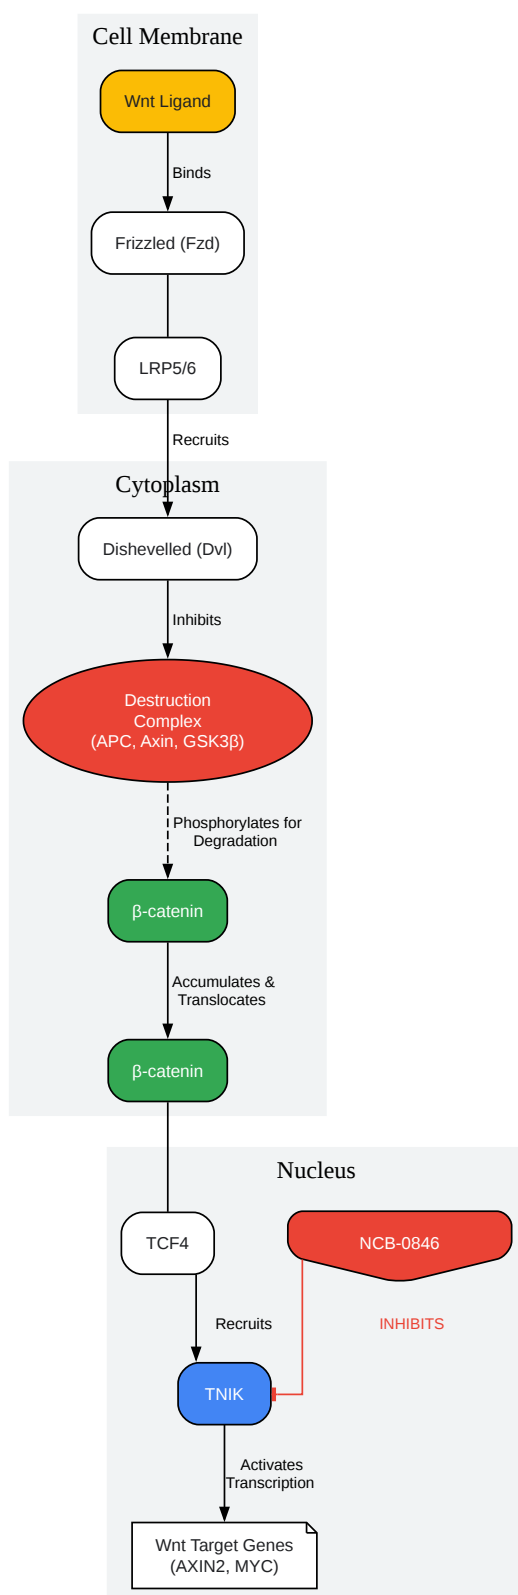 Cell Membrane
Wnt Ligand
Binds
Frizzled (Fzd)
LRP5/6
Recruits
Cytoplasm
Dishevelled (Dvl)
Inhibits
Destruction
Complex
(APC, Axin, GSK3β)
Phosphorylates for
Degradation
β-catenin
Accumulates &
Translocates
β-catenin
Nucleus
TCF4
NCB-0846
Recruits
INHIBITS
TNIK
Activates
Transcription
Wnt Target Genes
(AXIN2, MYC)